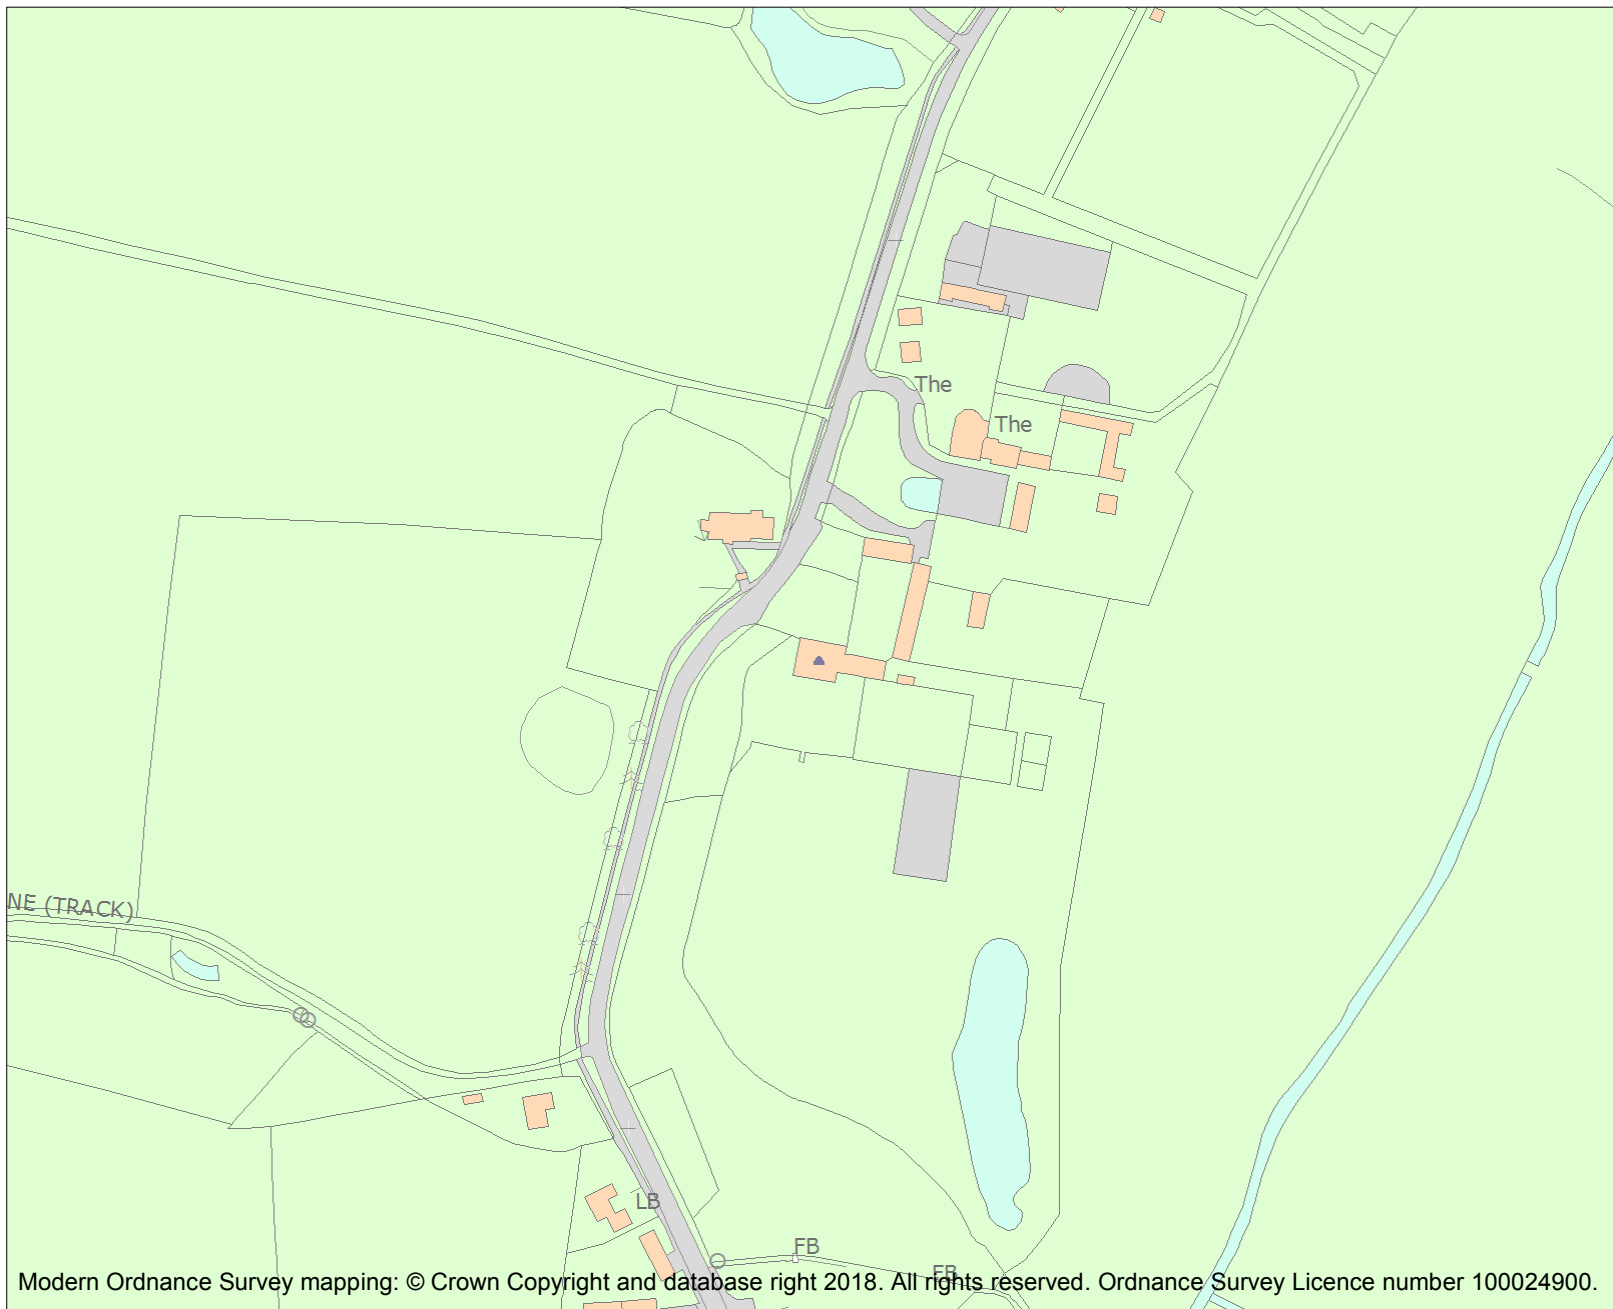 The
The
NE (TRACK)
LB
FB
FB
Modern Ordnance Survey mapping: © Crown Copyright and database right 2018. All rights reserved. Ordnance Survey Licence number 100024900.